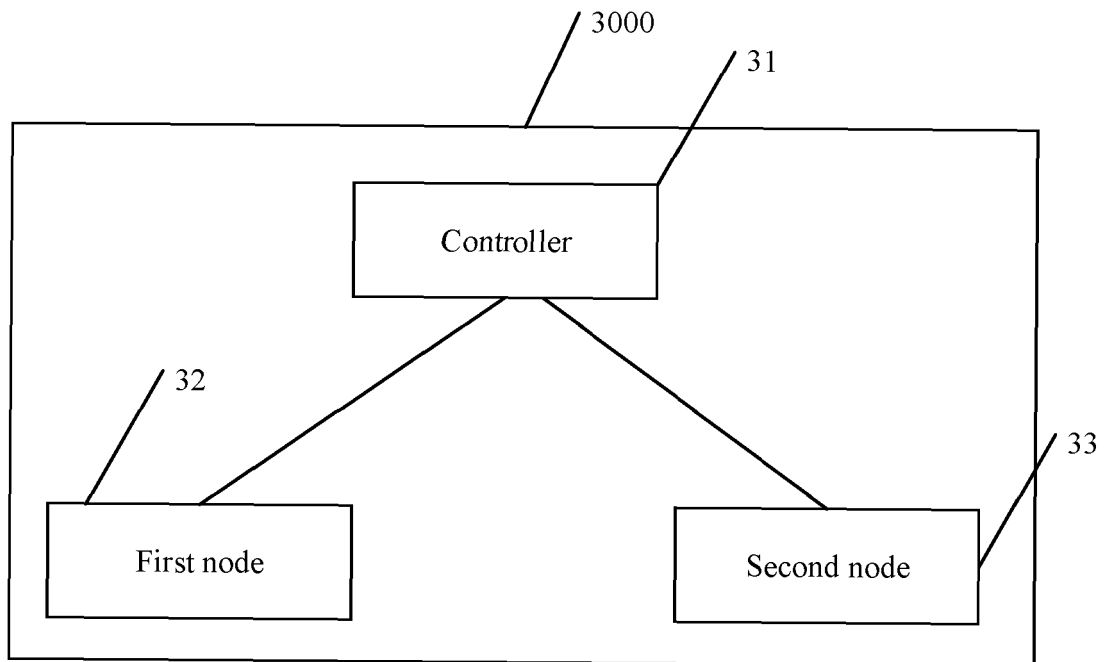 3000
31
Controller
32
33
First node
Second node